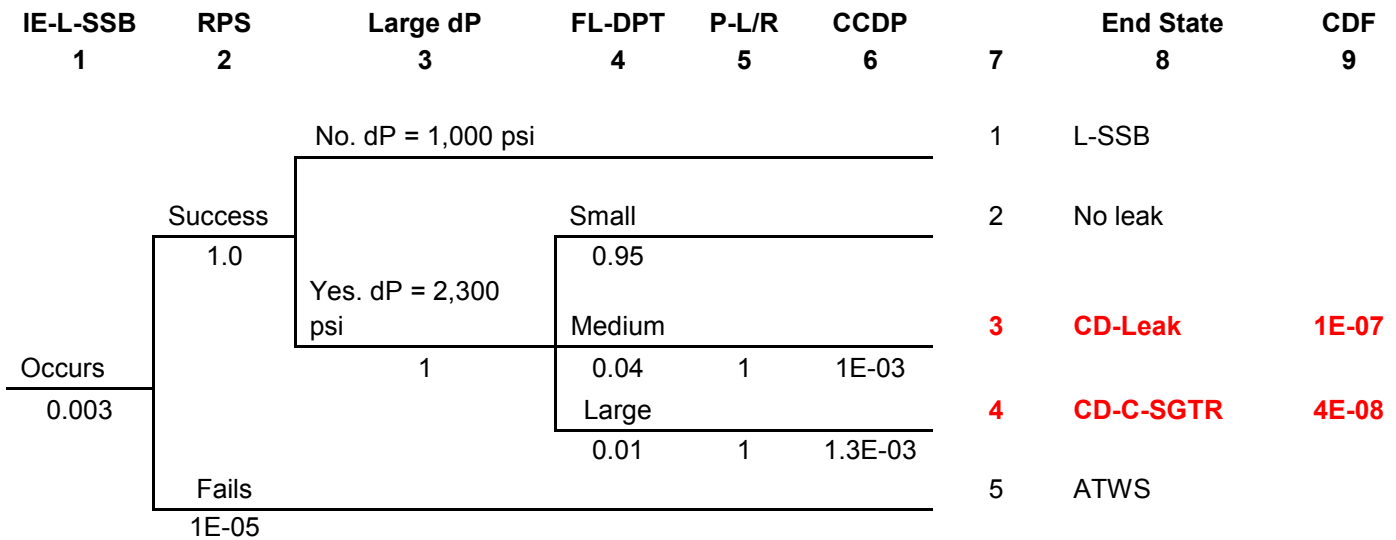 IE-L-SSB RPS Large dP FL-DPT P-L/R CCDP End State CDF
1 2 3 4 5 6 7 8 9
No. dP = 1,000 psi 1 L-SSB
Success Small 2 No leak
1.0 0.95
Yes. dP = 2,300
psi Medium 3 CD-Leak 1E-07
Occurs 1 0.04 1 1E-03
0.003 Large 4 CD-C-SGTR 4E-08
0.01 1 1.3E-03
Fails 5 ATWS
1E-05